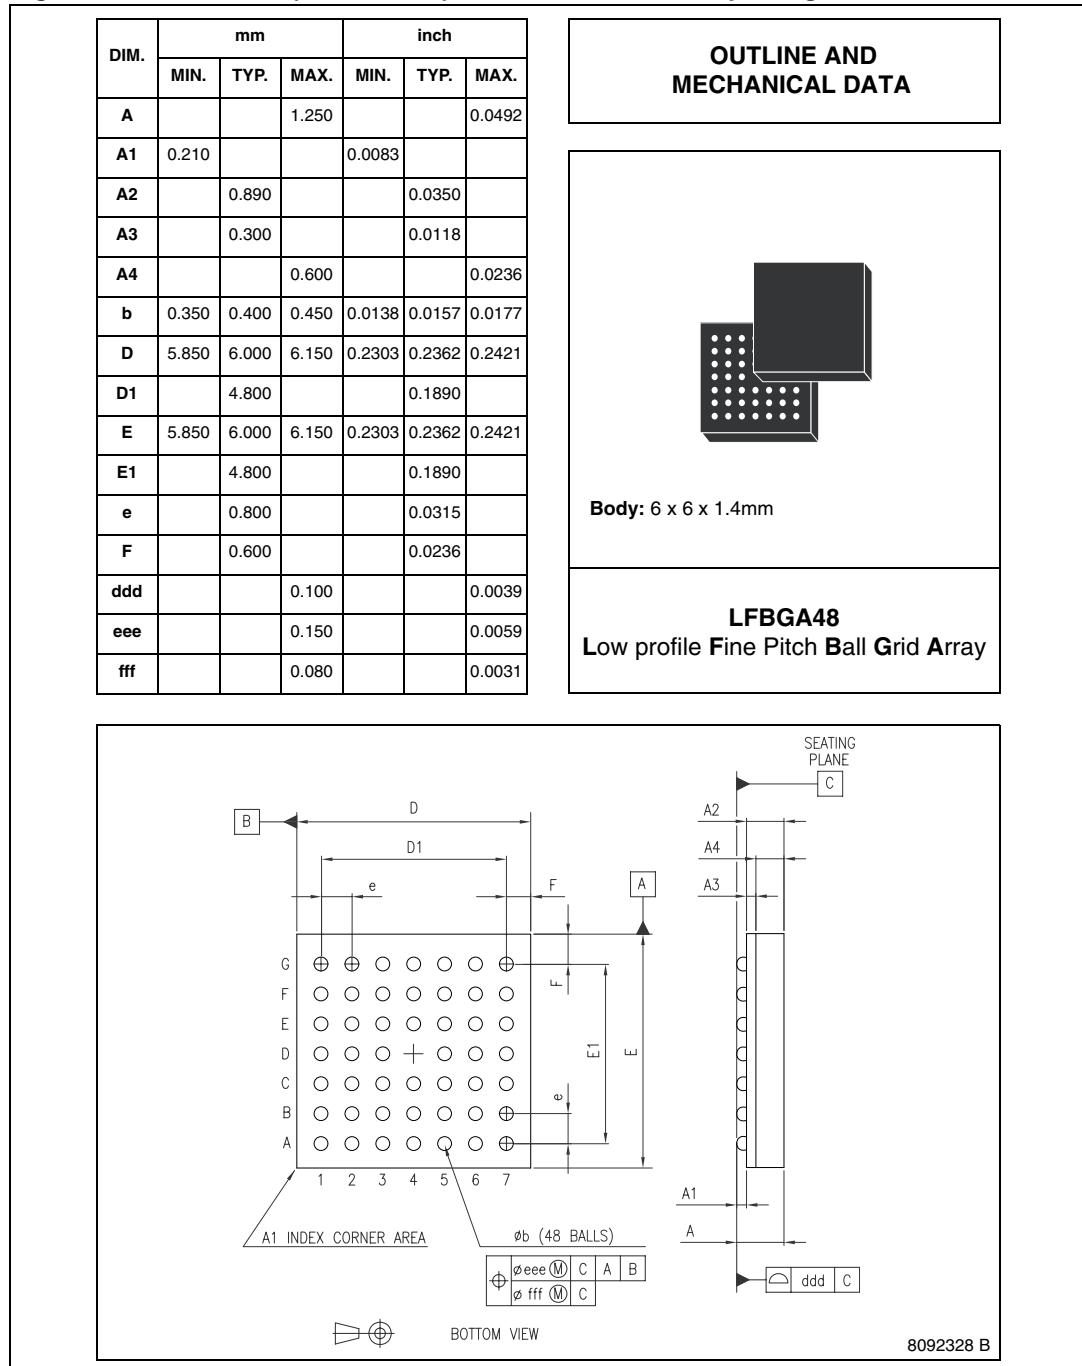 DIM. mm inch
MIN. TYP. MAX. MIN. TYP. MAX.
A 1.250 0.0492
A1 0.210 0.0083
A2 0.890 0.0350
A3 0.300 0.0118
A4 0.600 0.0236
b 0.350 0.400 0.450 0.0138 0.0157 0.0177
D 5.850 6.000 6.150 0.2303 0.2362 0.2421
D1 4.800 0.1890
E 5.850 6.000 6.150 0.2303 0.2362 0.2421
E1 4.800 0.1890
e 0.800 0.0315
F 0.600 0.0236
ddd 0.100 0.0039
eee 0.150 0.0059
fff 0.080 0.0031
OUTLINE AND
MECHANICAL DATA
Body: 6 x 6 x 1.4mm
LFBGA48
Low profile Fine Pitch Ball Grid Array
SEATING
PLANE
C
B
D
D1
e
F
A
A2
A4
A3
G
F
E
D
C
B
A
F
E1
E
e
1 2 3 4 5 6 7
A1
A
A1 INDEX CORNER AREA
øb (48 BALLS)
ø eee Ⓜ C A B
ø fff Ⓜ C
ddd C
BOTTOM VIEW
8092328 B